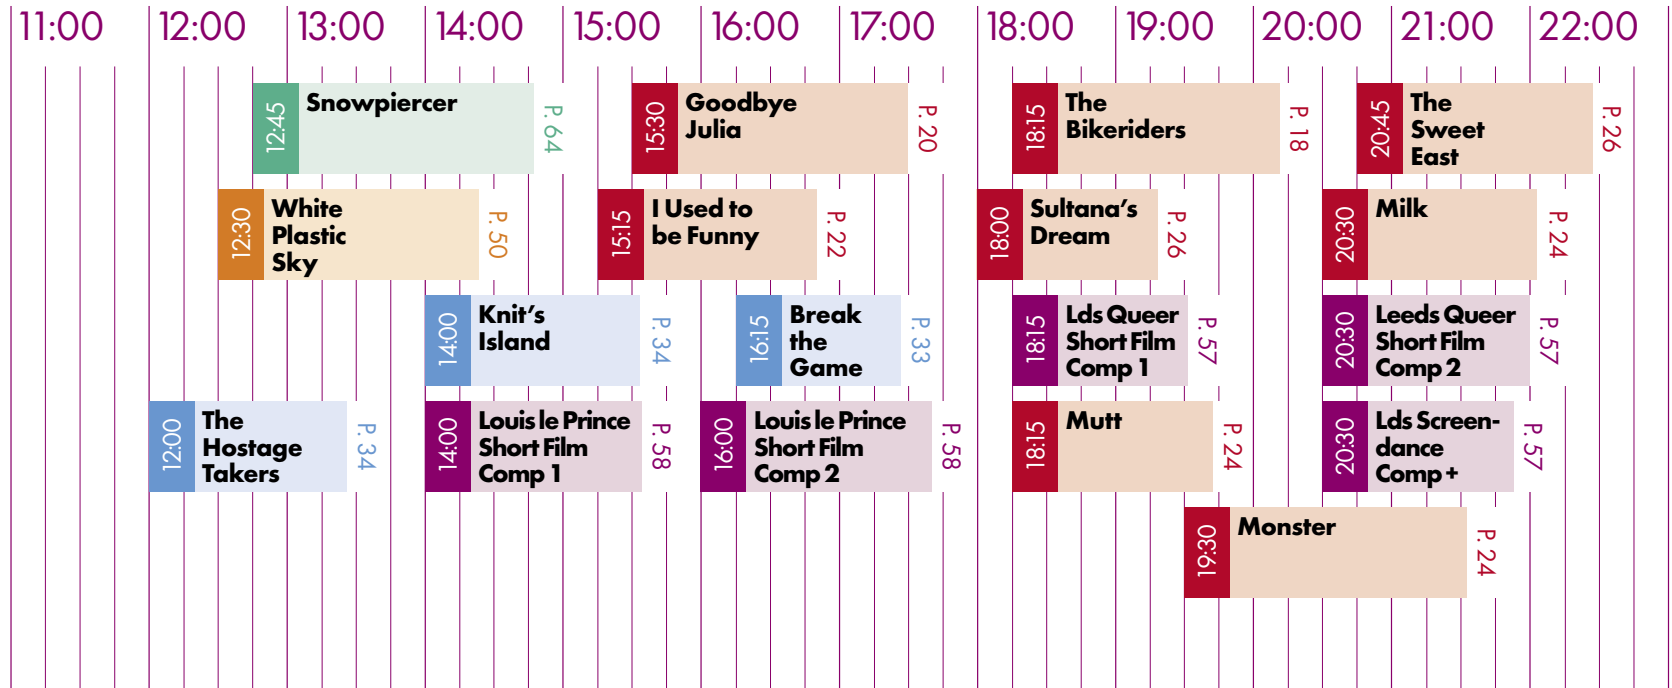 11:00 12:00 13:00 14:00 15:00 16:00 17:00 18:00 19:00 20:00 21:00 22:00
12:45
Snowpiercer
P. 64
15:30
Goodbye
Julia
P. 20
18:15
The
Bikeriders
P. 18
20:45
The
Sweet
East
P. 26
12:30
White
Plastic
Sky
P. 50
15:15
I Used to
be Funny
P. 22
18:00
Sultana's
Dream
P. 26
20:30
Milk
P. 24
14:00
Knit's
Island
P. 34
16:15
Break
the
Game
P. 33
18:15
Lds Queer
Short Film
Comp 1
P. 57
20:30
Leeds Queer
Short Film
Comp 2
P. 57
12:00
The
Hostage
Takers
P. 34
14:00
Louis le Prince
Short Film
Comp 1
P. 58
16:00
Louis le Prince
Short Film
Comp 2
P. 58
18:15
Mutt
P. 24
20:30
Lds Screen-
dance
Comp +
P. 57
19:30
Monster
P. 24